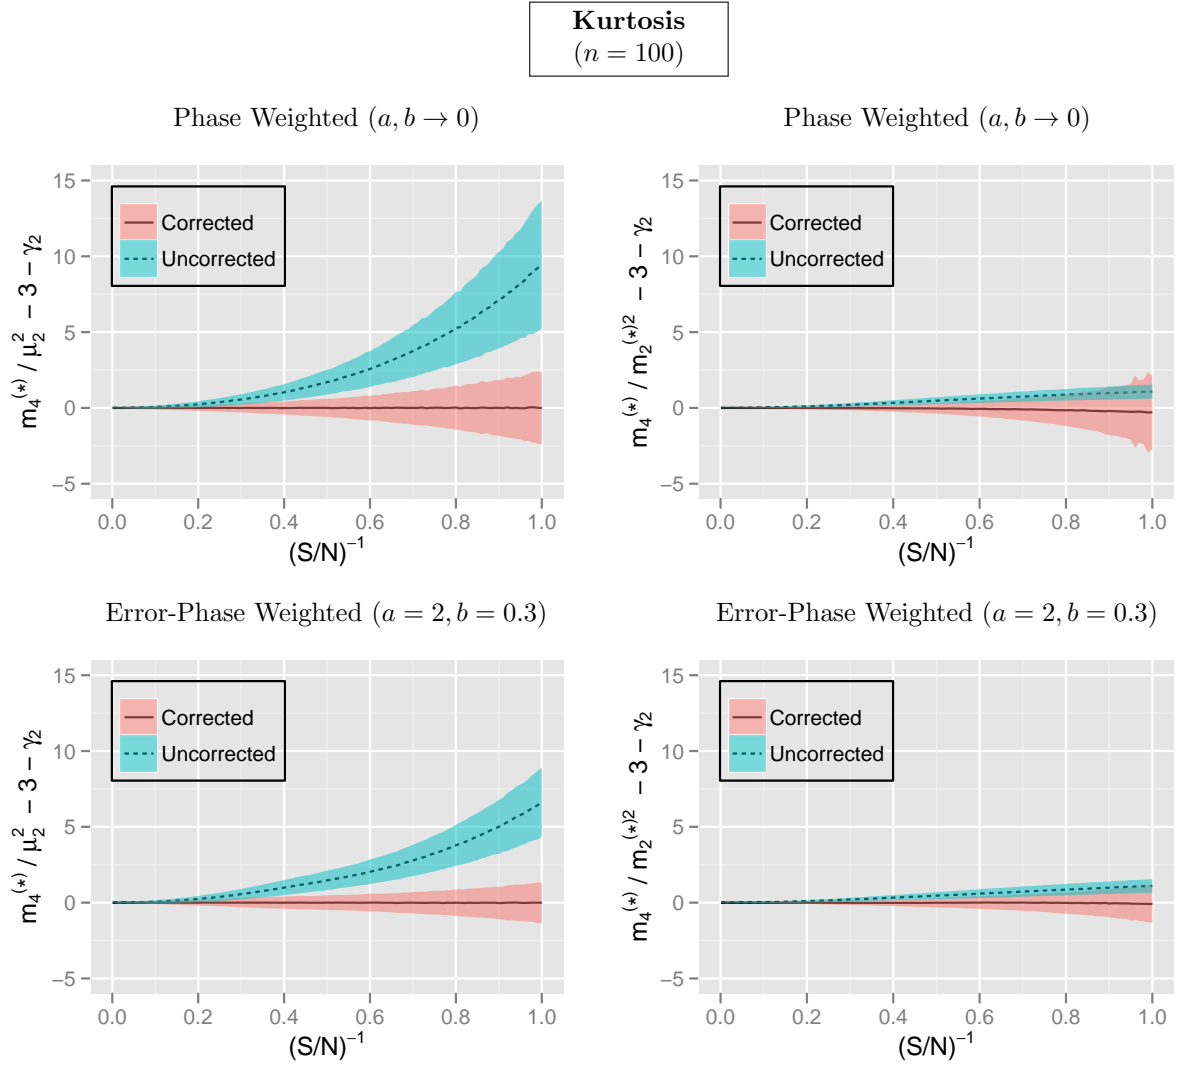 Kurtosis
(n = 100)
Phase Weighted (a, b → 0)
15
10
5
0
−5
m₄⁽*⁾ / μ₂² − 3 − γ₂
Corrected
Uncorrected
0.0 0.2 0.4 0.6 0.8 1.0
(S/N)⁻¹
Phase Weighted (a, b → 0)
15
10
5
0
−5
m₄⁽*⁾ / m₂⁽*⁾² − 3 − γ₂
Corrected
Uncorrected
0.0 0.2 0.4 0.6 0.8 1.0
(S/N)⁻¹
Error-Phase Weighted (a = 2, b = 0.3)
15
10
5
0
−5
m₄⁽*⁾ / μ₂² − 3 − γ₂
Corrected
Uncorrected
0.0 0.2 0.4 0.6 0.8 1.0
(S/N)⁻¹
Error-Phase Weighted (a = 2, b = 0.3)
15
10
5
0
−5
m₄⁽*⁾ / m₂⁽*⁾² − 3 − γ₂
Corrected
Uncorrected
0.0 0.2 0.4 0.6 0.8 1.0
(S/N)⁻¹